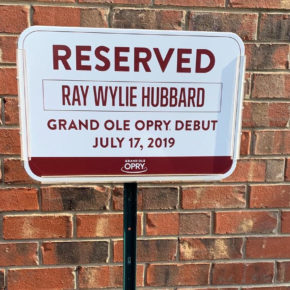 RESERVED
RAY WYLIE HUBBARD
GRAND OLE OPRY DEBUT
JULY 17, 2019
GRAND OLE
OPRY